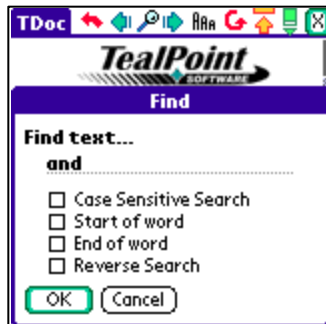 TDoc AAA X
TealPoint
SOFTWARE
Find
Find text...
and
Case Sensitive Search
Start of word
End of word
Reverse Search
OK Cancel